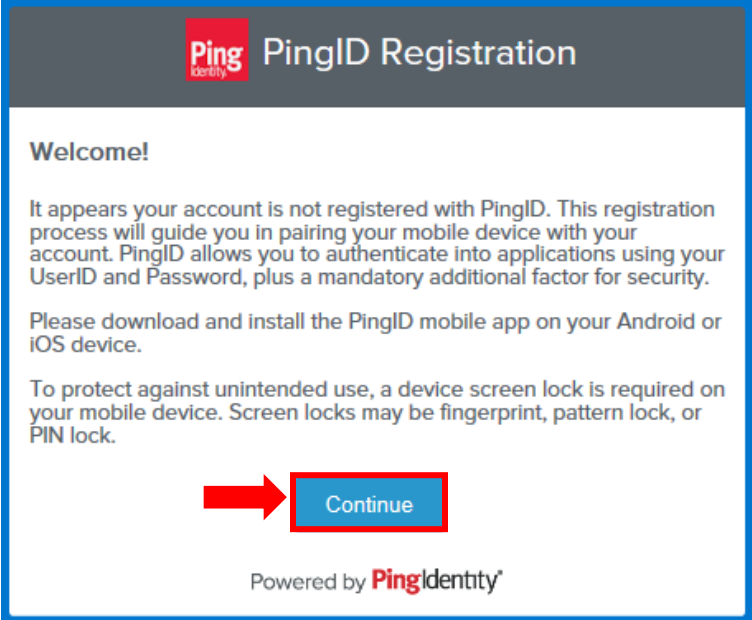 Ping
Identity.
PingID Registration
Welcome!
It appears your account is not registered with PingID. This registration
process will guide you in pairing your mobile device with your
account. PingID allows you to authenticate into applications using your
UserID and Password, plus a mandatory additional factor for security.
Please download and install the PingID mobile app on your Android or
iOS device.
To protect against unintended use, a device screen lock is required on
your mobile device. Screen locks may be fingerprint, pattern lock, or
PIN lock.
Continue
Powered by PingIdentity®